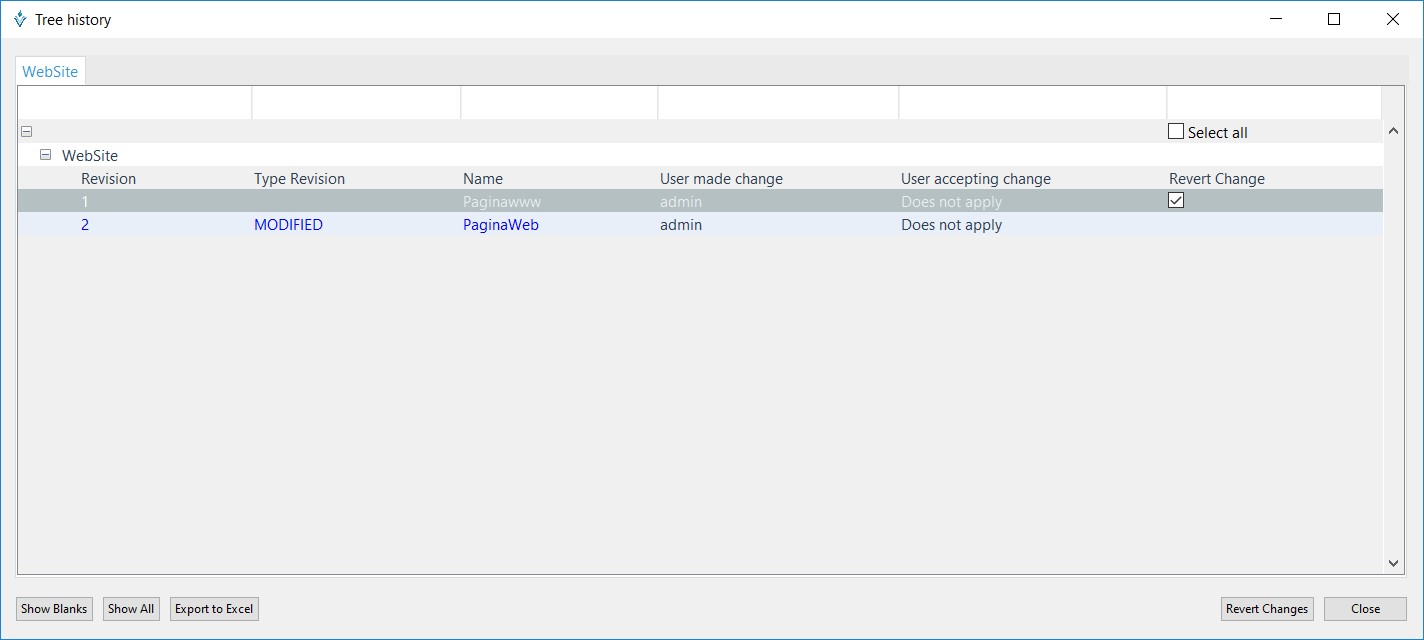 Tree history
WebSite
Select all
WebSite
Revision Type Revision Name User made change User accepting change Revert Change
1 Paginawww admin Does not apply
2 MODIFIED PaginaWeb admin Does not apply
Show Blanks Show All Export to Excel Revert Changes Close